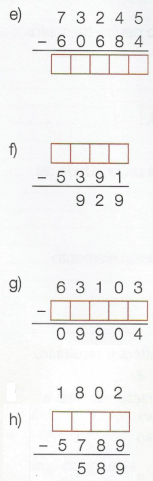 e) 7 3 2 4 5
− 6 0 6 8 4
f)
− 5 3 9 1
9 2 9
g) 6 3 1 0 3
−
0 9 9 0 4
1 8 0 2
h)
− 5 7 8 9
5 8 9